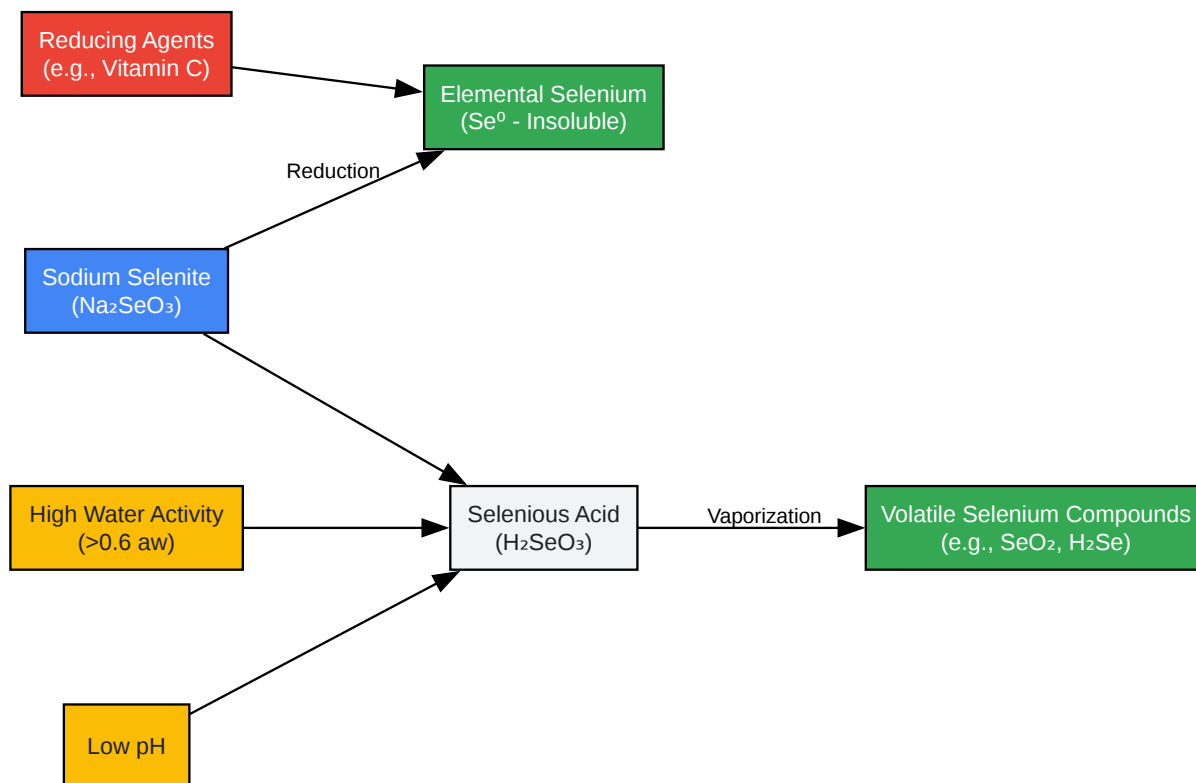 Reducing Agents
(e.g., Vitamin C)
Elemental Selenium
(Se⁰ - Insoluble)
Reduction
Sodium Selenite
(Na₂SeO₃)
High Water Activity
(>0.6 aw)
Selenious Acid
(H₂SeO₃)
Vaporization
Volatile Selenium Compounds
(e.g., SeO₂, H₂Se)
Low pH